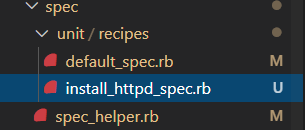 spec
unit / recipes
default_spec.rb M
install_httpd_spec.rb U
spec_helper.rb M